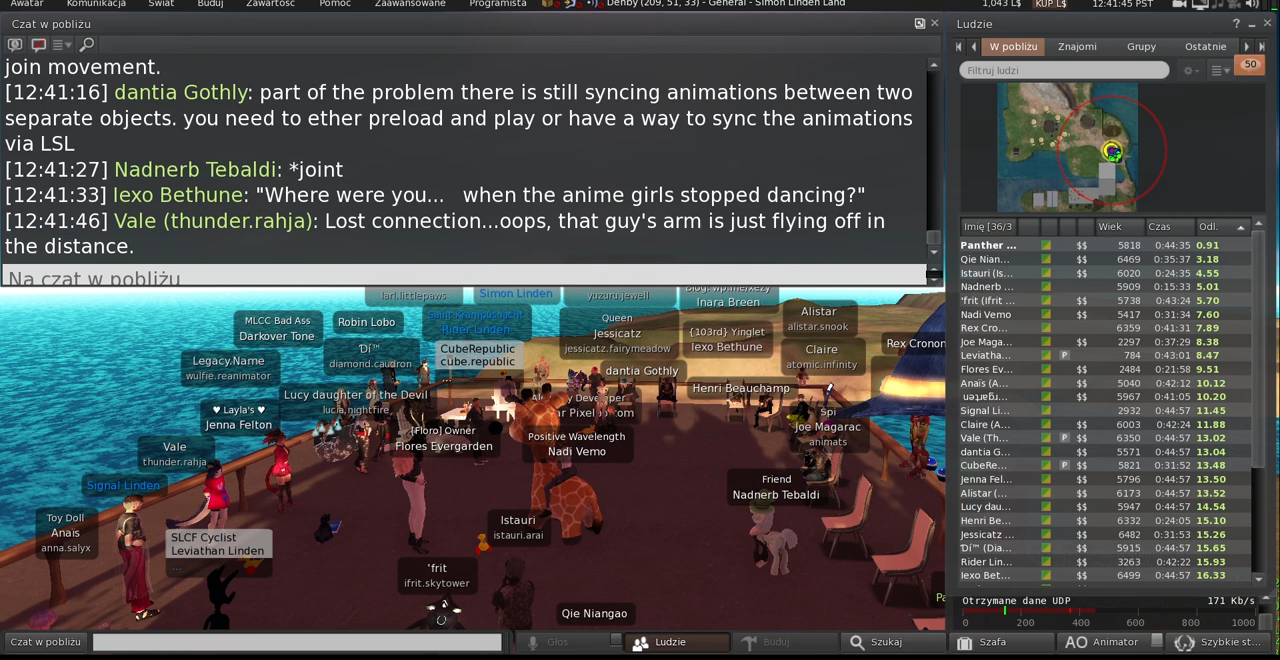 Awatar Komunikacja Świat Buduj Zawartość Pomoc Zaawansowane Programista Denby (209, 51, 33) - General - Simon Linden Land 1,043 L$ KUP L$ 12:41:45 PST
Czat w pobliżu
join movement.
[12:41:16] dantia Gothly: part of the problem there is still syncing animations between two
separate objects. you need to ether preload and play or have a way to sync the animations
via LSL
[12:41:27] Nadnerb Tebaldi: *joint
[12:41:33] Iexo Bethune: "Where were you...   when the anime girls stopped dancing?"
[12:41:46] Vale (thunder.rahja): Lost connection...oops, that guy's arm is just flying off in
the distance.
Na czat w pobliżu
larl.littlepaws
Simon Linden
yuzuru.jewell
Inara Breen
MLCC Bad Ass
Darkover Tone
Robin Lobo
Saint Krampusnacht
Rider Linden
Queen
Jessicatz
jessicatz.fairymeadow
{103rd} Yinglet
Iexo Bethune
Alistar
alistar.snook
Legacy.Name
wulfie.reanimator
Ɗí™
diamond.caudron
CubeRepublic
cube.republic
Claire
atomic.infinity
Rex Cronon
dantia Gothly
Henri Beauchamp
Lucy daughter of the Devil
lucia.nightfire
♥ Layla's ♥
Jenna Felton
[Floro] Owner
Flores Evergarden
Positive Wavelength
Nadi Vemo
Spi
Joe Magarac
animats
Vale
thunder.rahja
Signal Linden
Friend
Nadnerb Tebaldi
Toy Doll
Anaïs
anna.salyx
SLCF Cyclist
Leviathan Linden
...
Istauri
istauri.arai
'frit
ifrit.skytower
Qie Niangao
Czat w pobliżu
Głos
Ludzie
Buduj
Szukaj
Ludzie
W pobliżu Znajomi Grupy Ostatnie
Filtruj ludzi
50
Imię [36/3 Wiek Czas Odl.
Panther ... $$ 5818 0:44:35 0.91
Qie Nian... $$ 6469 0:35:37 3.18
Istauri (Is... $$ 6020 0:24:35 4.55
Nadnerb ... 5909 0:15:33 5.01
'frit (Ifrit ... $$ 5738 0:43:24 5.70
Nadi Vemo $$ 5417 0:31:34 7.60
Rex Cro... 6359 0:41:31 7.89
Joe Maga... $$ 2297 0:37:29 8.38
Leviatha... P 784 0:43:01 8.47
Flores Ev... $$ 2484 0:21:58 9.51
Anaïs (A... $$ 5040 0:42:12 10.12
$$ 5967 0:41:05 10.20
Signal Li... 2932 0:44:57 11.45
Claire (A... $$ 6003 0:42:24 11.88
Vale (Th... P $$ 6350 0:44:57 13.02
dantia G... $$ 5571 0:44:57 13.04
CubeRe... P $$ 5821 0:31:52 13.48
Jenna Fel... $$ 5796 0:44:57 13.50
Alistar (... $$ 6173 0:44:57 13.52
Lucy dau... $$ 5947 0:44:57 14.54
Henri Be... $$ 6332 0:24:05 15.10
Jessicatz ... $$ 6482 0:31:53 15.26
Ɗí™ (Dia... $$ 5915 0:44:57 15.65
Rider Lin... $$ 3263 0:42:22 15.93
Iexo Bet... $$ 6499 0:44:57 16.33
Otrzymane dane UDP 171 Kb/s
0 200 400 600 800 1000
Szafa
AO Animator
Szybkie st...